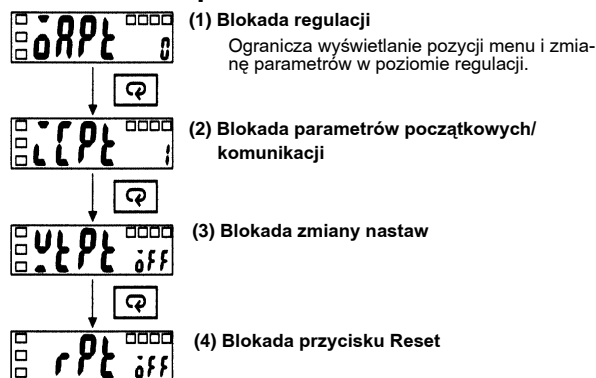 oAPt 0
(1) Blokada regulacji
Ogranicza wyświetlanie pozycji menu i zmia-
nę parametrów w poziomie regulacji.
iCPt 1
(2) Blokada parametrów początkowych/
komunikacji
WtPt oFF
(3) Blokada zmiany nastaw
rPt oFF
(4) Blokada przycisku Reset